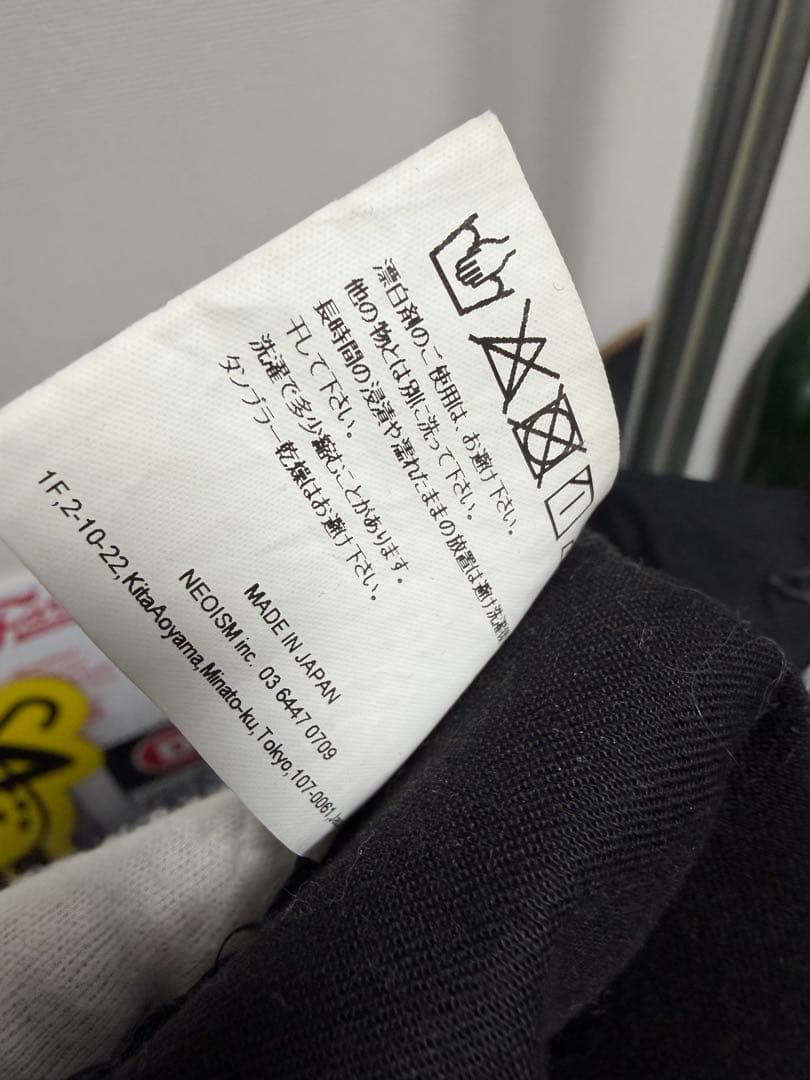 漂白剤のご使用は、お避け下さい。
他の物とは別に洗って下さい。
長時間の浸漬や濡れたままの放置は避け洗濯後
干して下さい。
洗濯で多少縮むことがあります。
タンブラー乾燥はお避け下さい。
MADE IN JAPAN
NEOISM inc. 03 6447 0709
1F,2-10-22,KitaAoyama,Minato-ku,Tokyo,107-0061,